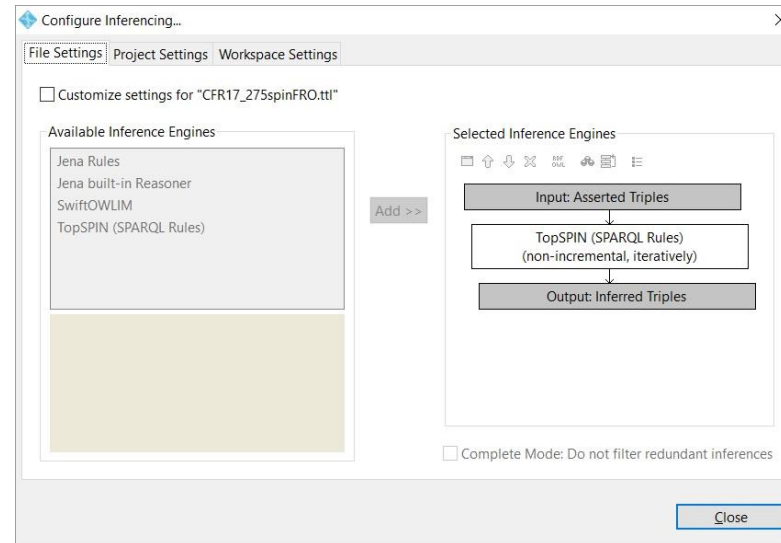 Configure Inferencing...
File Settings Project Settings Workspace Settings
Customize settings for "CFR17_275spinFRO.ttl"
Available Inference Engines
Jena Rules
Jena built-in Reasoner
SwiftOWLIM
TopSPIN (SPARQL Rules)
Add >>
Selected Inference Engines
RDF
OWL
Input: Asserted Triples
TopSPIN (SPARQL Rules)
(non-incremental, iteratively)
Output: Inferred Triples
Complete Mode: Do not filter redundant inferences
Close